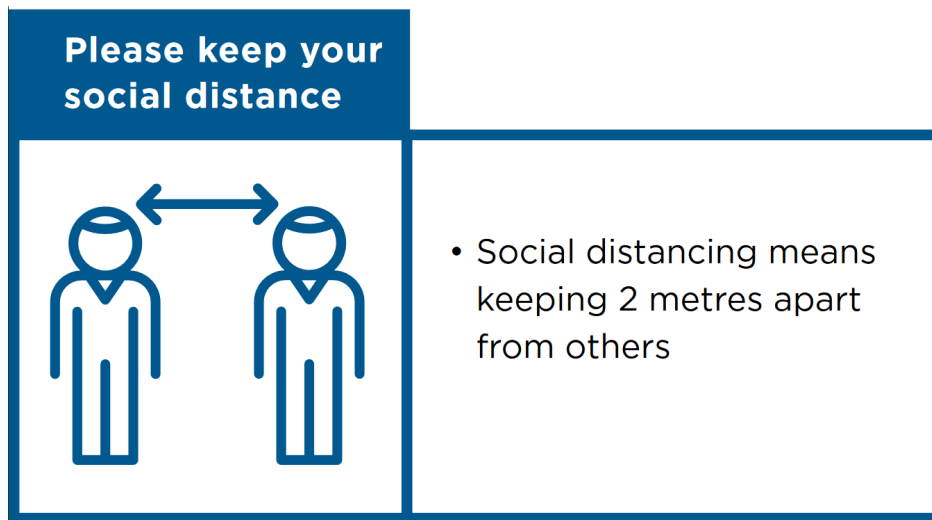 Please keep your
social distance
• Social distancing means
keeping 2 metres apart
from others